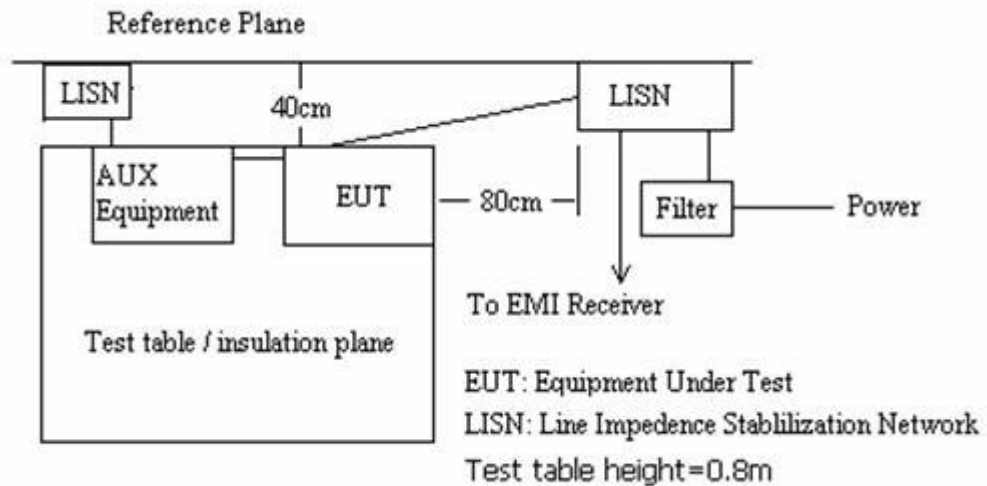 Reference Plane
LISN
40cm
LISN
AUX
Equipment
EUT
80cm
Filter
Power
To EMI Receiver
Test table / insulation plane
EUT: Equipment Under Test
LISN: Line Impedence Stablilization Network
Test table height=0.8m